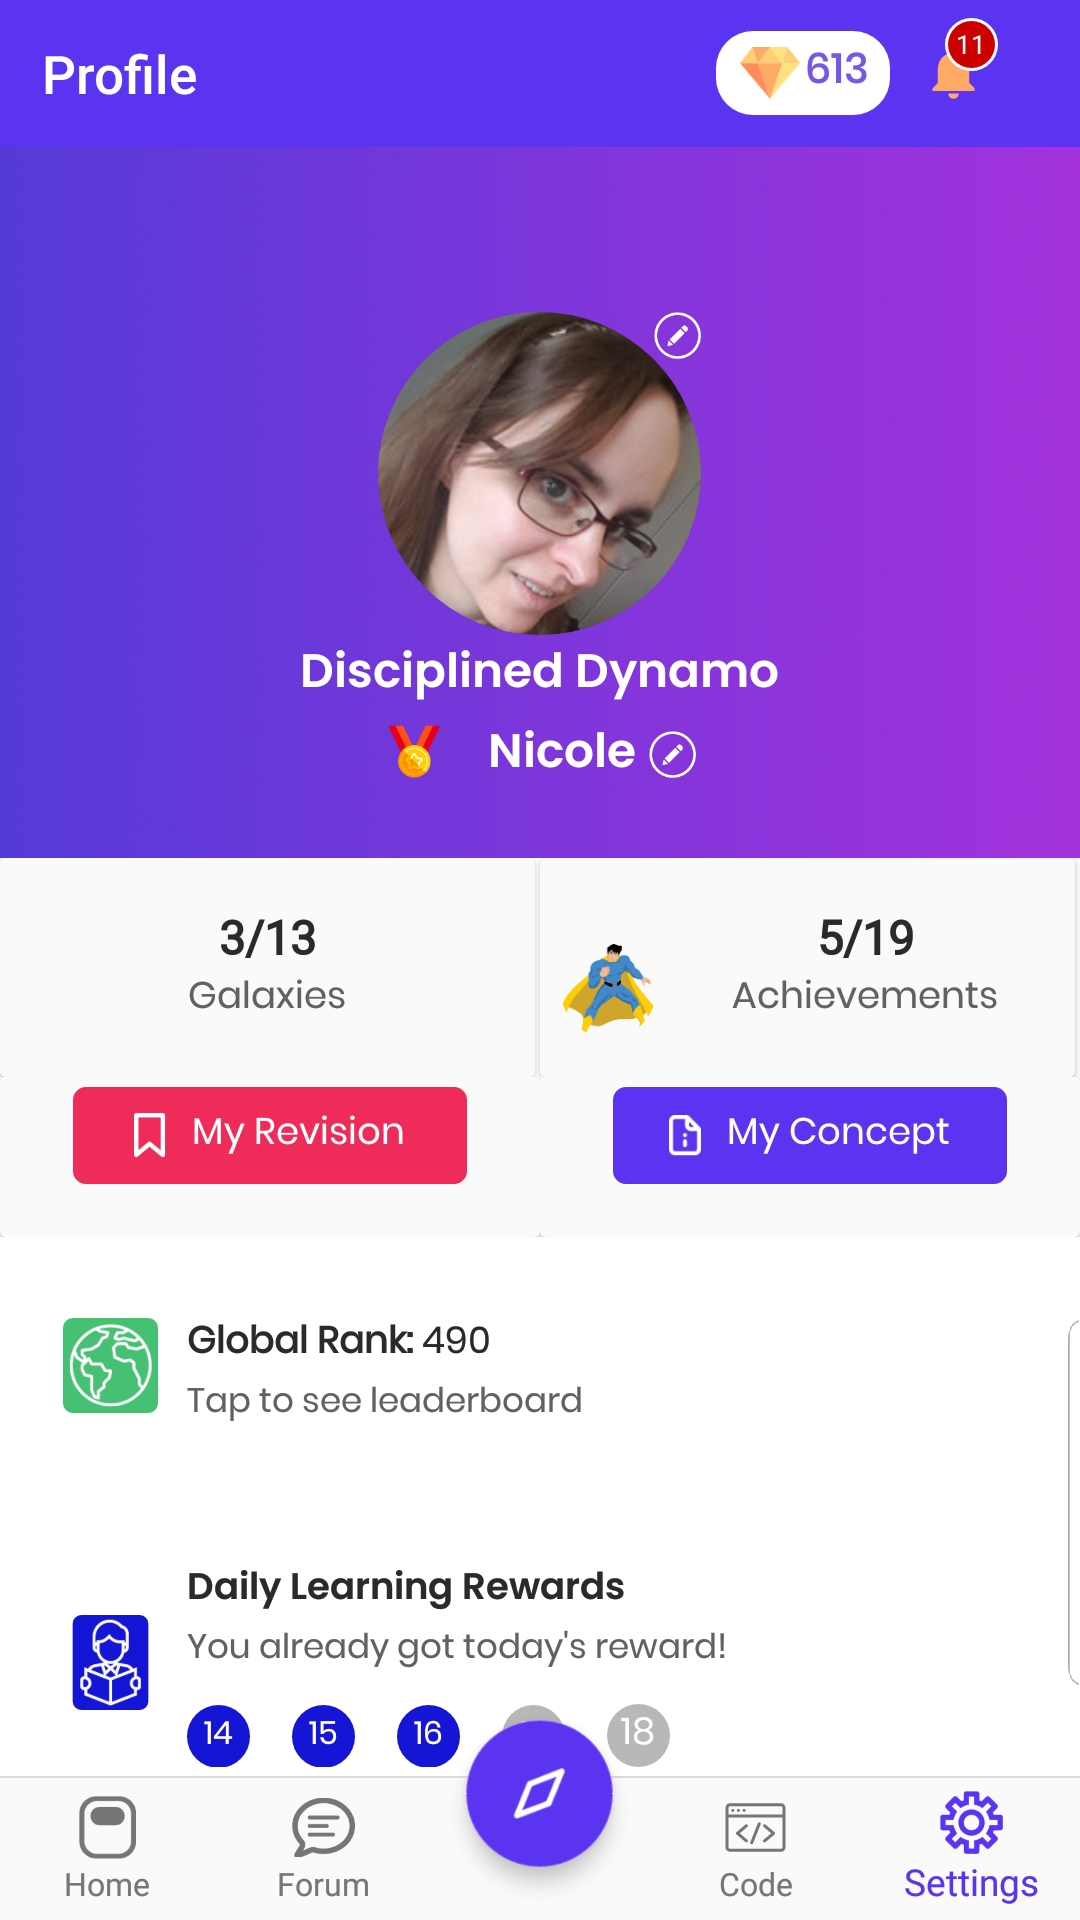 Profile
613
11
Disciplined Dynamo
Nicole
3/13
Galaxies
5/19
Achievements
My Revision
My Concept
Global Rank: 490
Tap to see leaderboard
Daily Learning Rewards
You already got today's reward!
14 15 16 18
Home
Forum
</>
Code
Settings